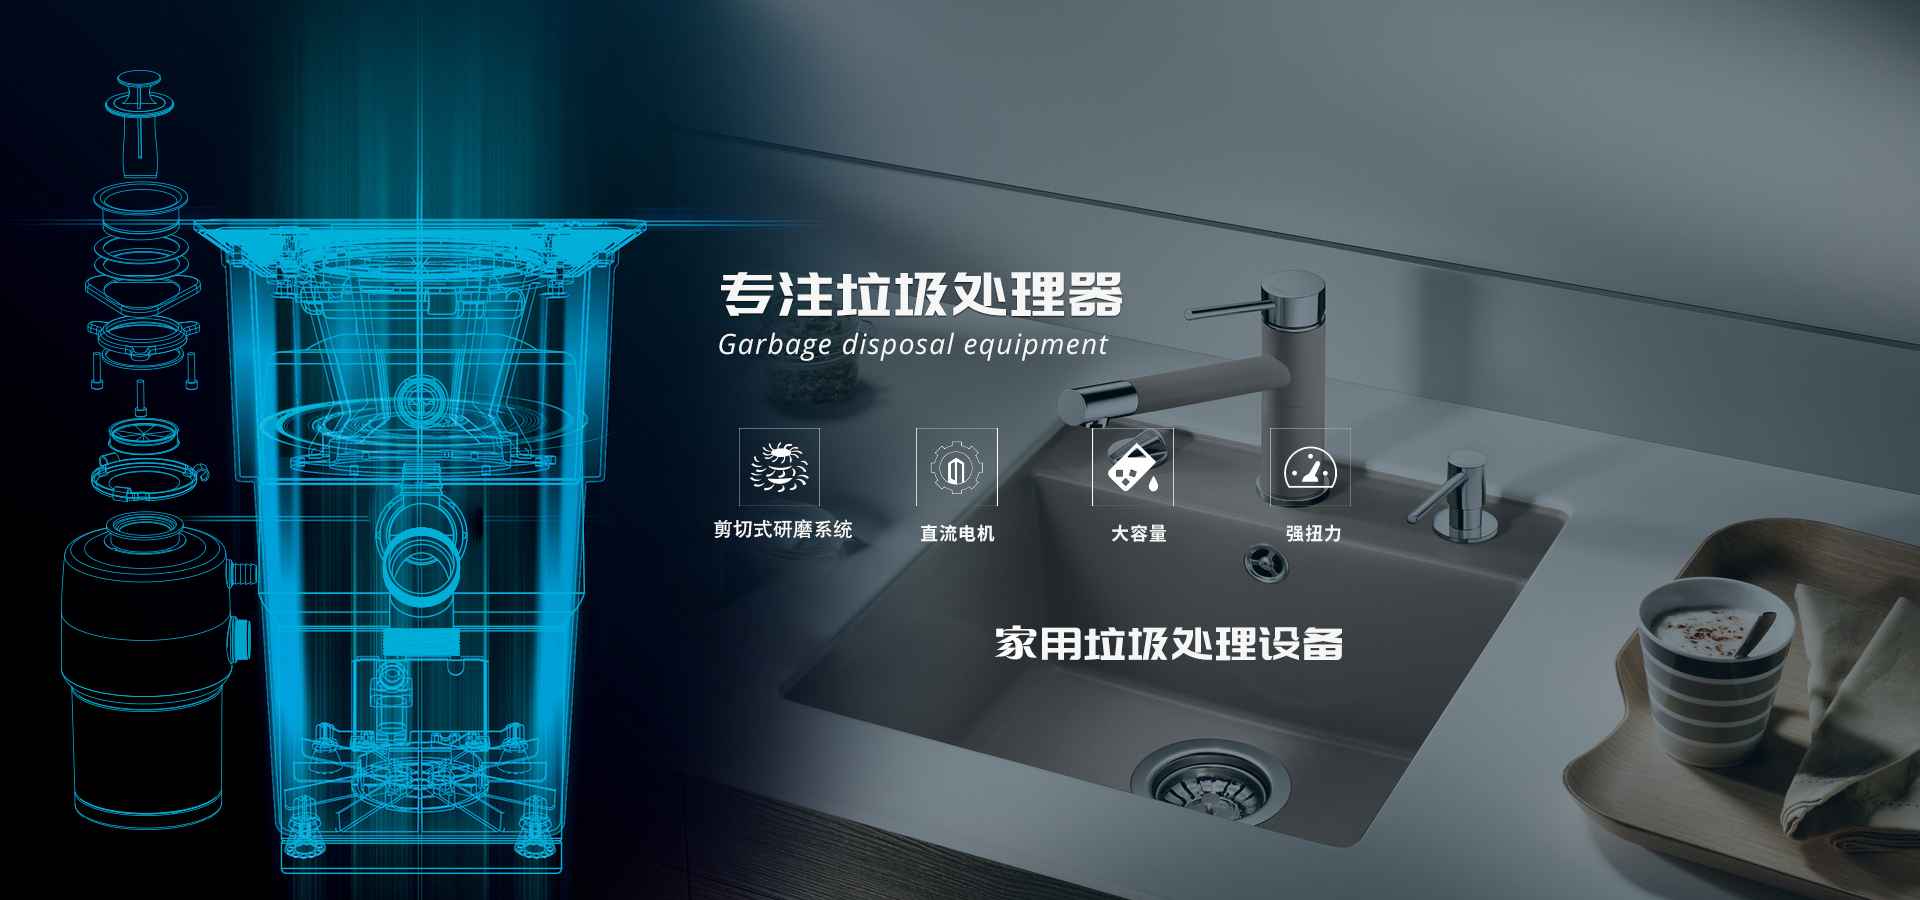 专注垃圾处理器
Garbage disposal equipment
剪切式研磨系统
直流电机
大容量
强扭力
家用垃圾处理设备